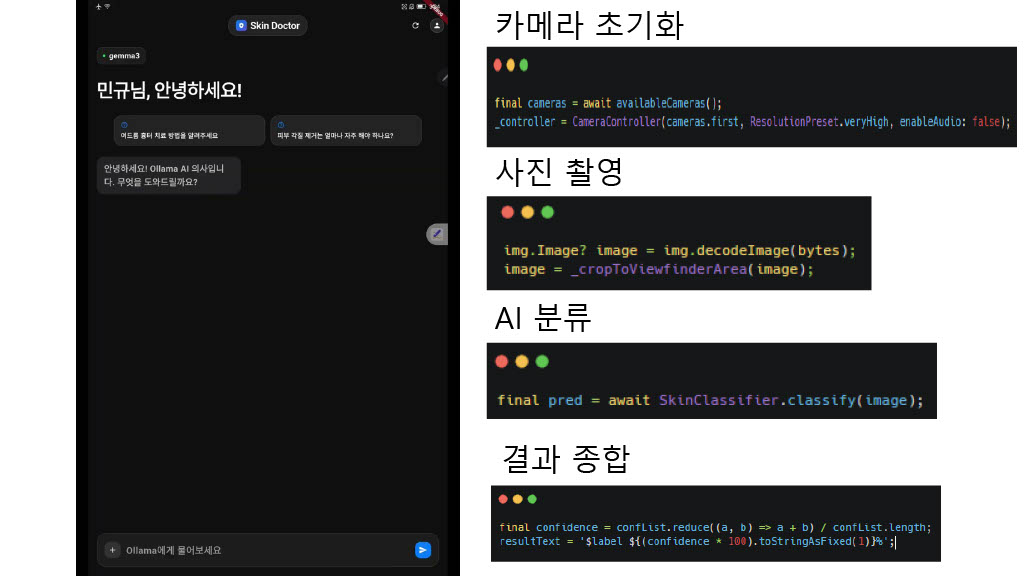 Skin Doctor
gemma3
민규님, 안녕하세요!
여드름 흉터 치료 방법을 알려주세요
피부 각질 제거는 얼마나 자주 해야 하나요?
안녕하세요! Ollama AI 의사입니
다. 무엇을 도와드릴까요?
Ollama에게 물어보세요
카메라 초기화
final cameras = await availableCameras();
_controller = CameraController(cameras.first, ResolutionPreset.veryHigh, enableAudio: false);
사진 촬영
img.Image? image = img.decodeImage(bytes);
image = _cropToViewfinderArea(image);
AI 분류
final pred = await SkinClassifier.classify(image);
결과 종합
final confidence = confList.reduce((a, b) => a + b) / confList.length;
resultText = '$label ${(confidence * 100).toStringAsFixed(1)}%';